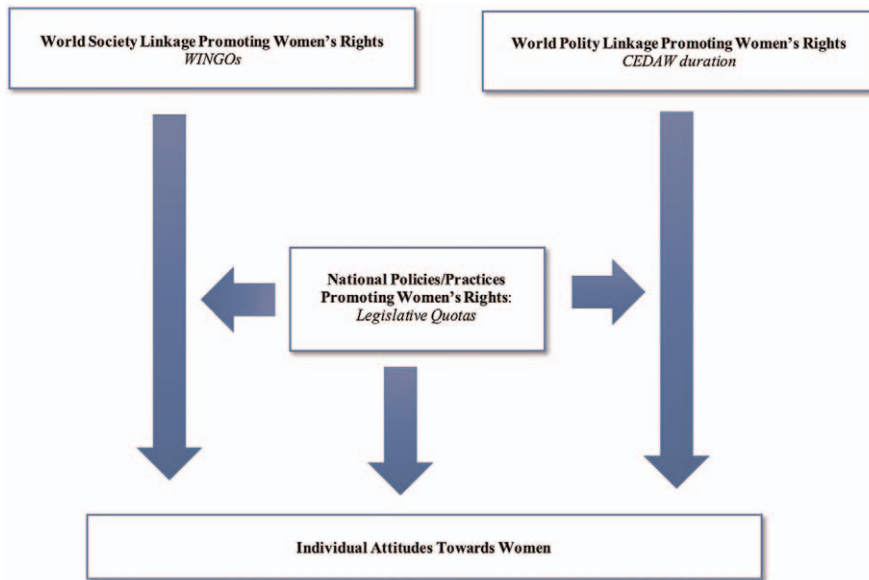 World Society Linkage Promoting Women's Rights
WINGOs
World Polity Linkage Promoting Women's Rights
CEDAW duration
National Policies/Practices
Promoting Women's Rights:
Legislative Quotas
Individual Attitudes Towards Women